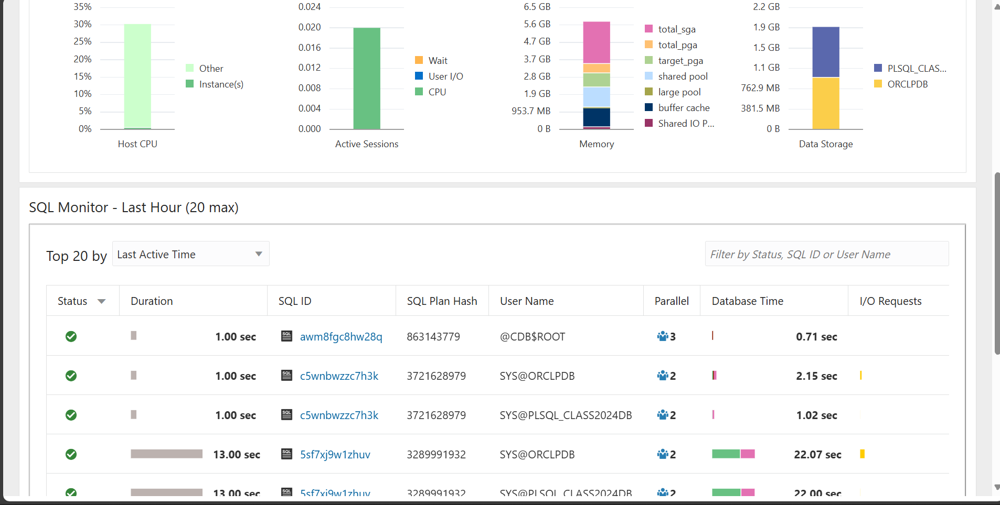 35%
30%
25%
20%
15%
10%
5%
0%
Host CPU
Other
Instance(s)
0.024
0.020
0.016
0.012
0.008
0.004
0.000
Active Sessions
Wait
User I/O
CPU
6.5 GB
5.6 GB
4.7 GB
3.7 GB
2.8 GB
1.9 GB
953.7 MB
0 B
Memory
total_sga
total_pga
target_pga
shared pool
large pool
buffer cache
Shared IO P...
2.2 GB
1.9 GB
1.5 GB
1.1 GB
762.9 MB
381.5 MB
0 B
Data Storage
PLSQL_CLAS...
ORCLPDB
SQL Monitor - Last Hour (20 max)
Top 20 by Last Active Time Filter by Status, SQL ID or User Name
Status Duration SQL ID SQL Plan Hash User Name Parallel Database Time I/O Requests
1.00 sec SQL awm8fgc8hw28q 863143779 @CDB$ROOT 3 0.71 sec
1.00 sec SQL c5wnbwzzc7h3k 3721628979 SYS@ORCLPDB 2 2.15 sec
1.00 sec SQL c5wnbwzzc7h3k 3721628979 SYS@PLSQL_CLASS2024DB 2 1.02 sec
13.00 sec SQL 5sf7xj9w1zhuv 3289991932 SYS@ORCLPDB 2 22.07 sec
13.00 sec SQL 5sf7xj9w1zhuv 3289991932 SYS@PLSQL_CLASS2024DB 2 22.00 sec